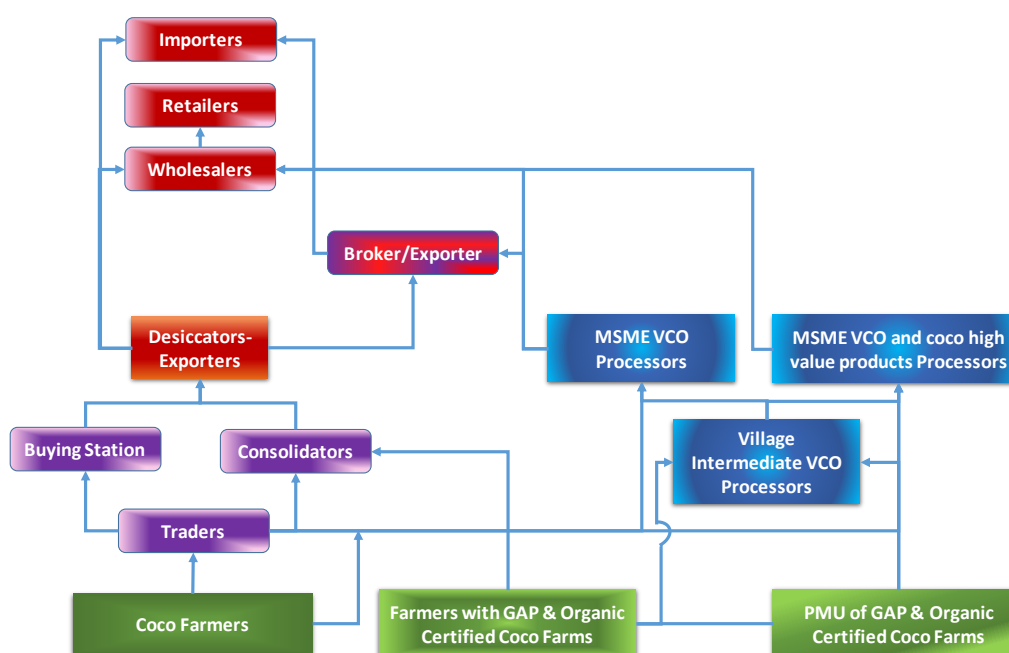 Importers
Retailers
Wholesalers
Broker/Exporter
Desiccators-
Exporters
MSME VCO
Processors
MSME VCO and coco high
value products Processors
Buying Station
Consolidators
Village
Intermediate VCO
Processors
Traders
Coco Farmers
Farmers with GAP & Organic
Certified Coco Farms
PMU of GAP & Organic
Certified Coco Farms